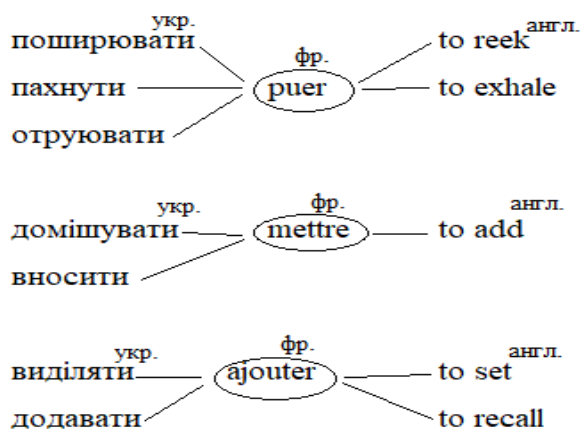 укр. англ.
поширювати фр. to reek
пахнути puer to exhale
отруювати
укр. фр. англ.
домішувати mettre to add
вносити
укр. фр. англ.
виділяти ajouter to set
додавати to recall